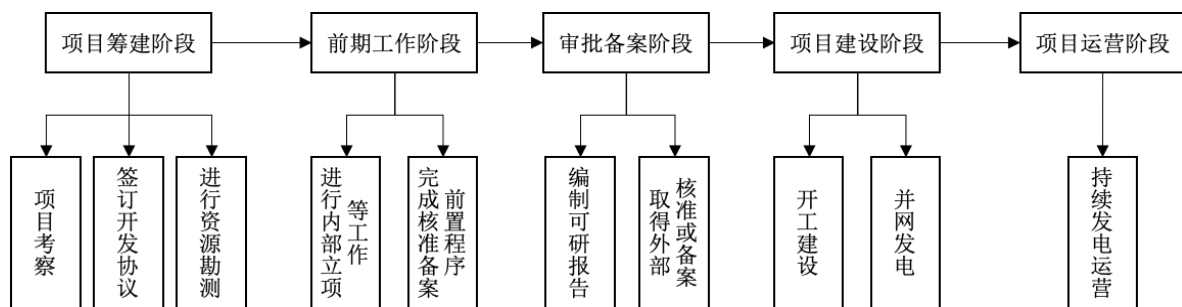 项目筹建阶段
前期工作阶段
审批备案阶段
项目建设阶段
项目运营阶段
项目考察
签订开发协议
进行资源勘测
进行内部立项
等工作
完成核准备案
前置程序
编制可研报告
取得外部
核准或备案
开工建设
并网发电
持续发电运营